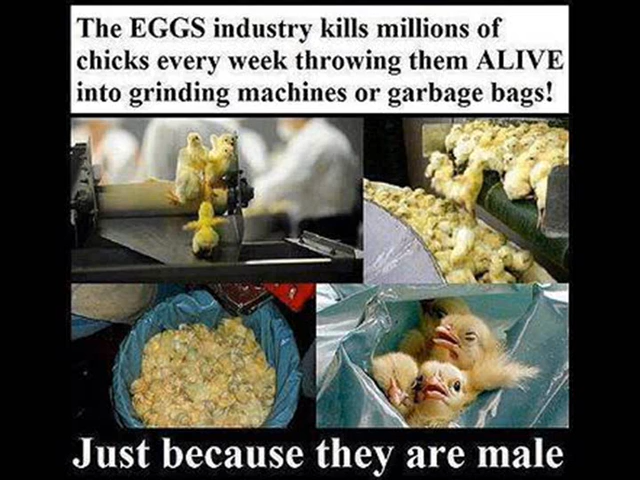 The EGGS industry kills millions of
chicks every week throwing them ALIVE
into grinding machines or garbage bags!
Just because they are male